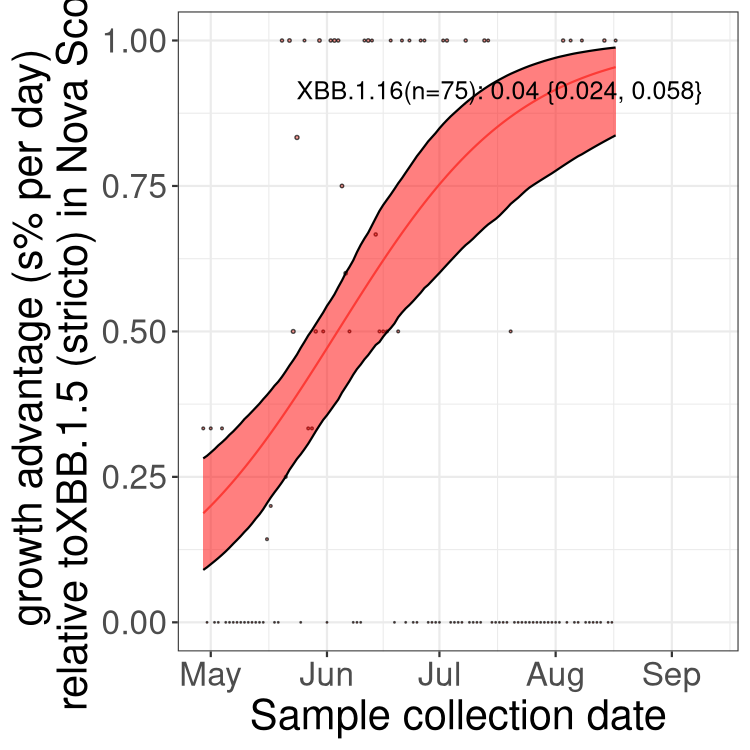 growth advantage (s% per day)
relative toXBB.1.5 (stricto) in Nova Sco
1.00
0.75
0.50
0.25
0.00
XBB.1.16(n=75): 0.04 {0.024, 0.058}
May Jun Jul Aug Sep
Sample collection date